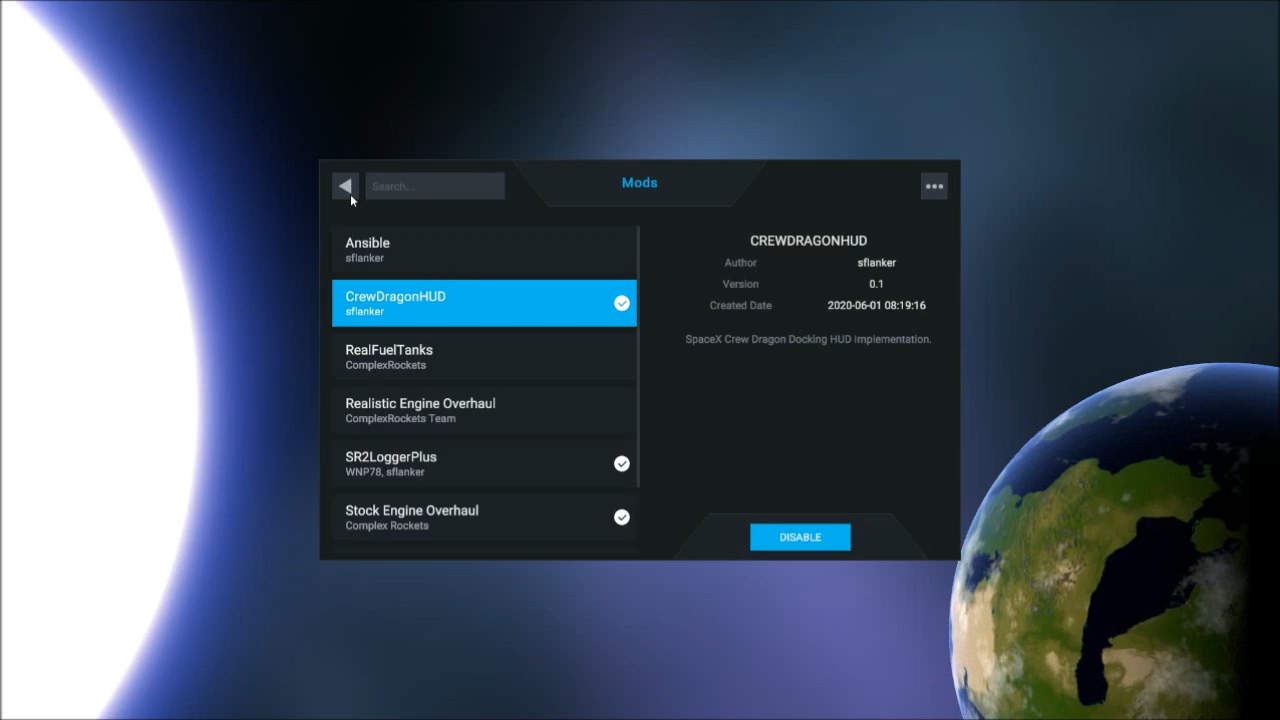 Search...
Mods
Ansible
sflanker
CrewDragonHUD
sflanker
RealFuelTanks
ComplexRockets
Realistic Engine Overhaul
ComplexRockets Team
SR2LoggerPlus
WNP78, sflanker
Stock Engine Overhaul
Complex Rockets
CREWDRAGONHUD
Author sflanker
Version 0.1
Created Date 2020-06-01 08:19:16
SpaceX Crew Dragon Docking HUD Implementation.
DISABLE